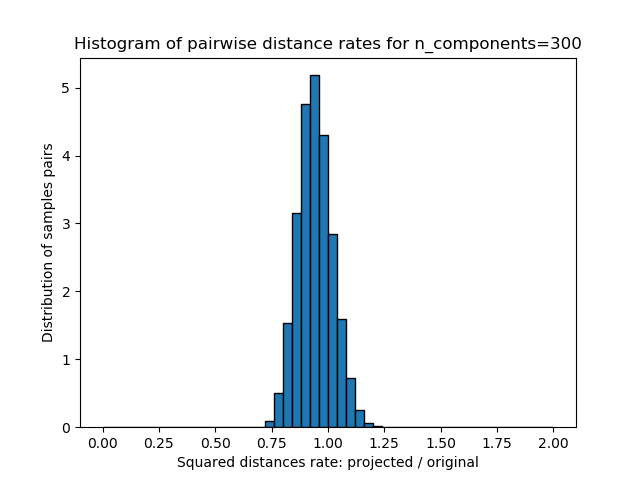 Histogram of pairwise distance rates for n_components=300
Distribution of samples pairs
5
4
3
2
1
0
0.00 0.25 0.50 0.75 1.00 1.25 1.50 1.75 2.00
Squared distances rate: projected / original